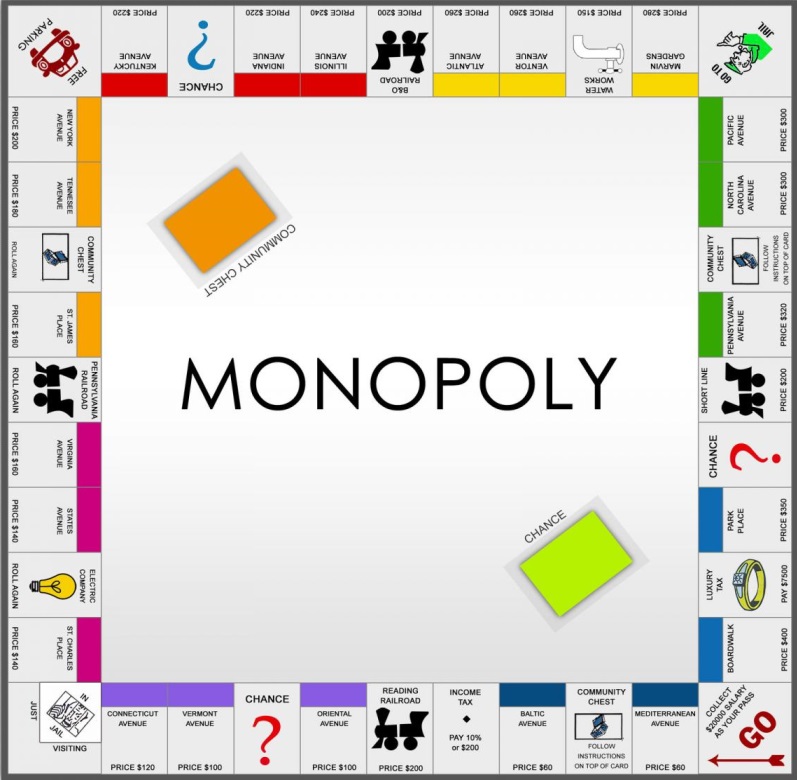 FREE
PARKING
KENTUCKY
AVENUE
PRICE $220
CHANCE
INDIANA
AVENUE
PRICE $220
ILLINOIS
AVENUE
PRICE $240
B&O
RAILROAD
PRICE $200
ATLANTIC
AVENUE
PRICE $260
VENTOR
AVENUE
PRICE $260
WATER
WORKS
PRICE $150
MARVIN
GARDENS
PRICE $280
GO TO
JAIL
NEW YORK
AVENUE
PRICE $200
TENNESEE
AVENUE
PRICE $180
COMMUNITY
CHEST
ROLL AGAIN
ST. JAMES
PLACE
PRICE $160
PENNSYLVANIA
RAILROAD
ROLL AGAIN
VIRGINIA
AVENUE
PRICE $160
STATES
AVENUE
PRICE $140
ELECTRIC
COMPANY
ROLL AGAIN
ST. CHARLES
PLACE
PRICE $140
COMMUNITY CHEST
MONOPOLY
CHANCE
PACIFIC
AVENUE
PRICE $300
NORTH
CAROLINA
AVENUE
PRICE $300
COMMUNITY
CHEST
FOLLOW
INSTRUCTIONS
ON TOP OF CARD
PENNSYLVANIA
AVENUE
PRICE $320
SHORT LINE
PRICE $200
CHANCE
?
PARK
PLACE
PRICE $350
LUXURY
TAX
PAY $7500
BOARDWALK
PRICE $400
JUST
IN
JAIL
VISITING
CONNECTICUT
AVENUE
PRICE $120
VERMONT
AVENUE
PRICE $100
CHANCE
?
ORIENTAL
AVENUE
PRICE $100
READING
RAILROAD
PRICE $200
INCOME
TAX
PAY 10%
or $200
BALTIC
AVENUE
PRICE $60
COMMUNITY
CHEST
FOLLOW
INSTRUCTIONS
ON TOP OF CARD
MEDITERRANEAN
AVENUE
PRICE $60
COLLECT
$20000 SALARY
AS YOUR PASS
GO